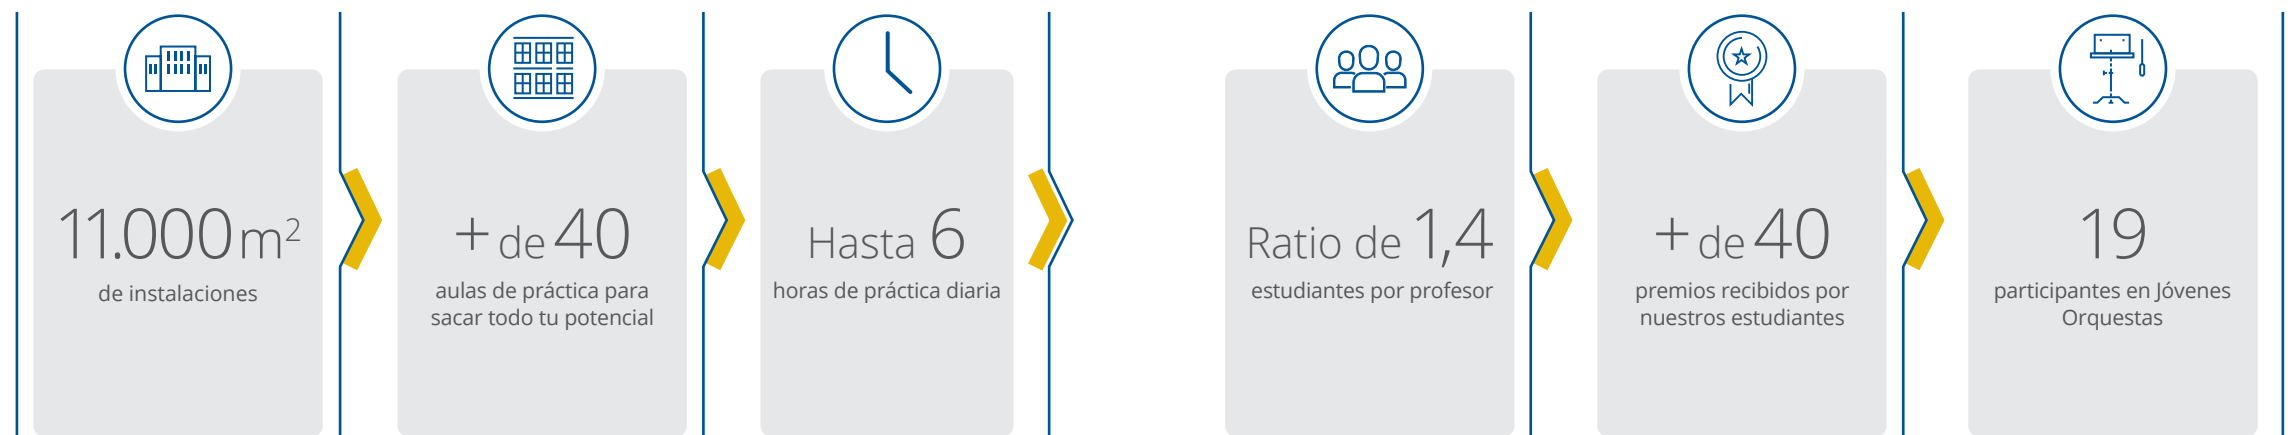 11.000 m²
de instalaciones
+ de 40
aulas de práctica para
sacar todo tu potencial
Hasta 6
horas de práctica diaria
Ratio de 1,4
estudiantes por profesor
+ de 40
premios recibidos por
nuestros estudiantes
19
participantes en Jóvenes
Orquestas